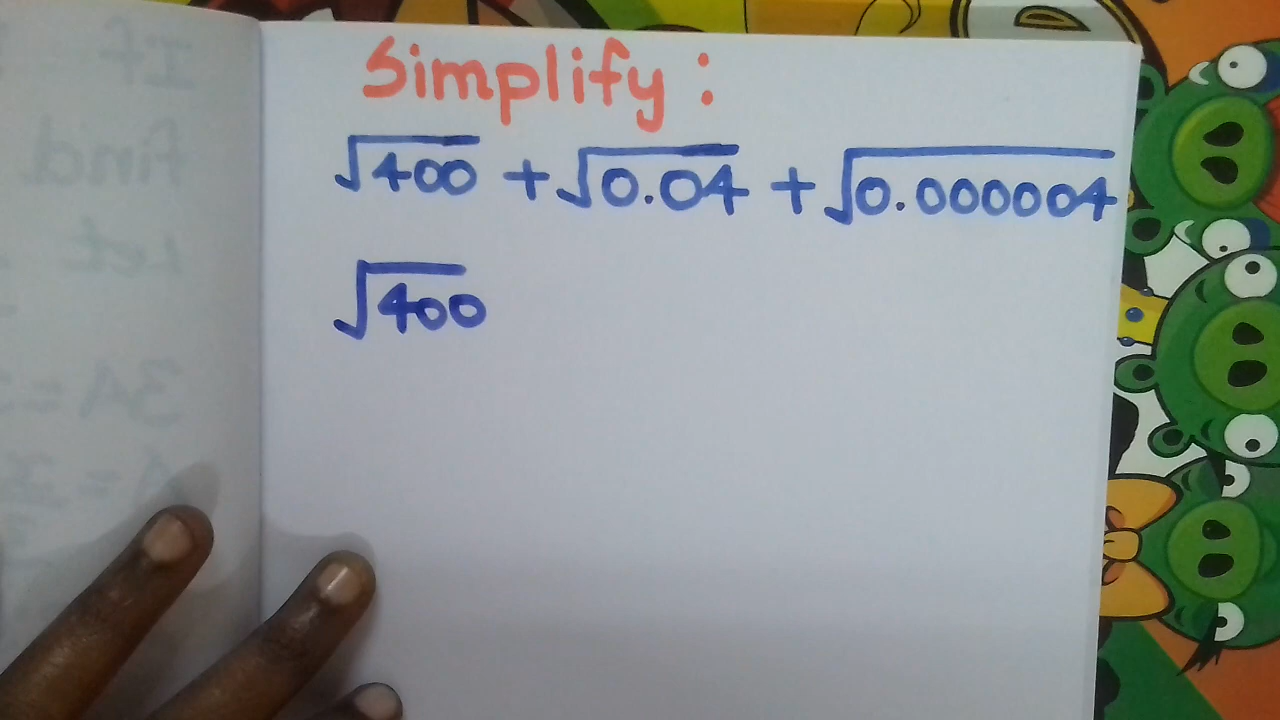 Simplify :
√400 + √0.04 + √0.000004
√400